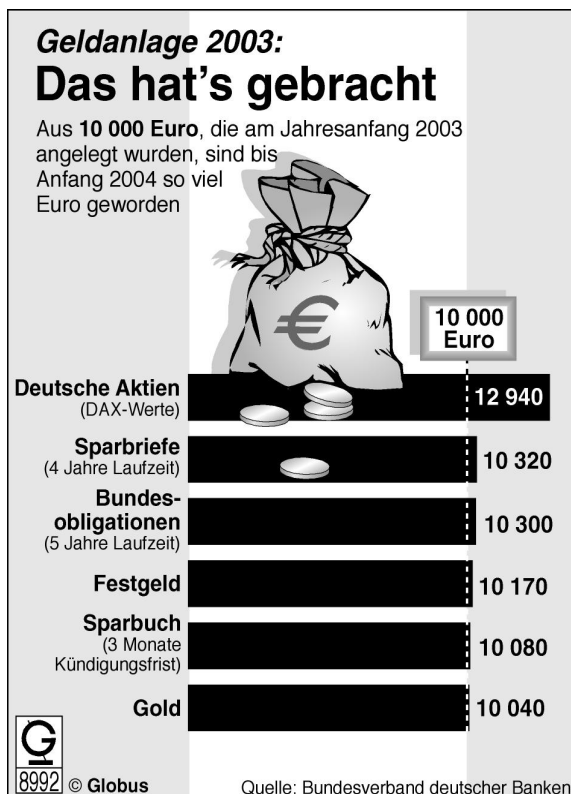 Geldanlage 2003:
Das hat's gebracht
Aus 10 000 Euro, die am Jahresanfang 2003
angelegt wurden, sind bis
Anfang 2004 so viel
Euro geworden
€
10 000
Euro
Deutsche Aktien
(DAX-Werte)
12 940
Sparbriefe
(4 Jahre Laufzeit)
10 320
Bundes-
obligationen
(5 Jahre Laufzeit)
10 300
Festgeld
10 170
Sparbuch
(3 Monate
Kündigungsfrist)
10 080
Gold
10 040
G
8992 © Globus
Quelle: Bundesverband deutscher Banken